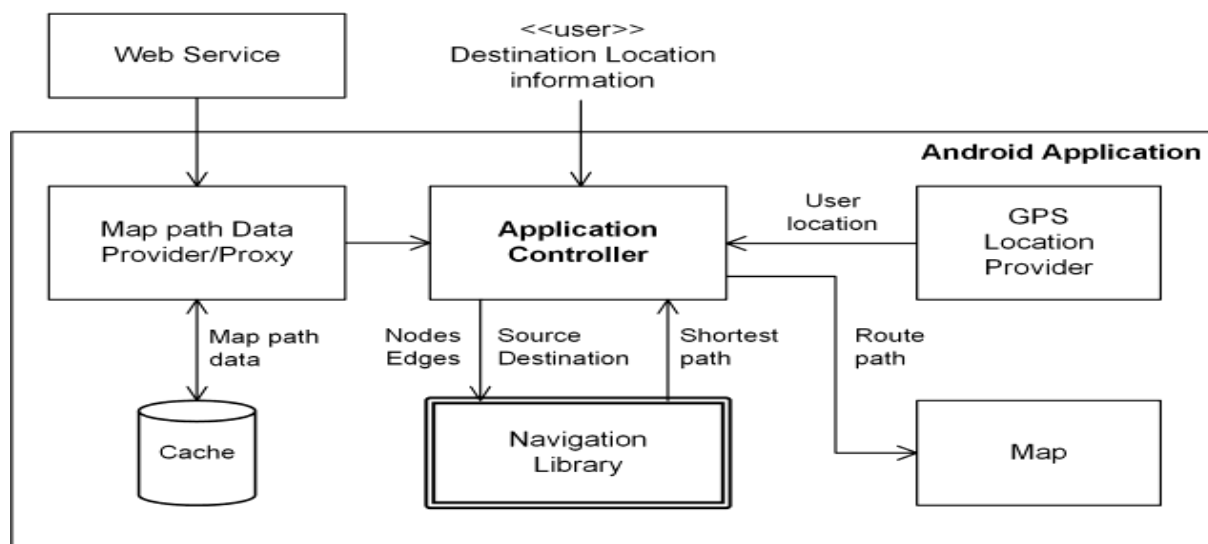 Web Service
<<user>>
Destination Location
information
Android Application
Map path Data
Provider/Proxy
Application
Controller
User
location
GPS
Location
Provider
Map path
data
Nodes
Edges
Source
Destination
Shortest
path
Route
path
Cache
Navigation
Library
Map